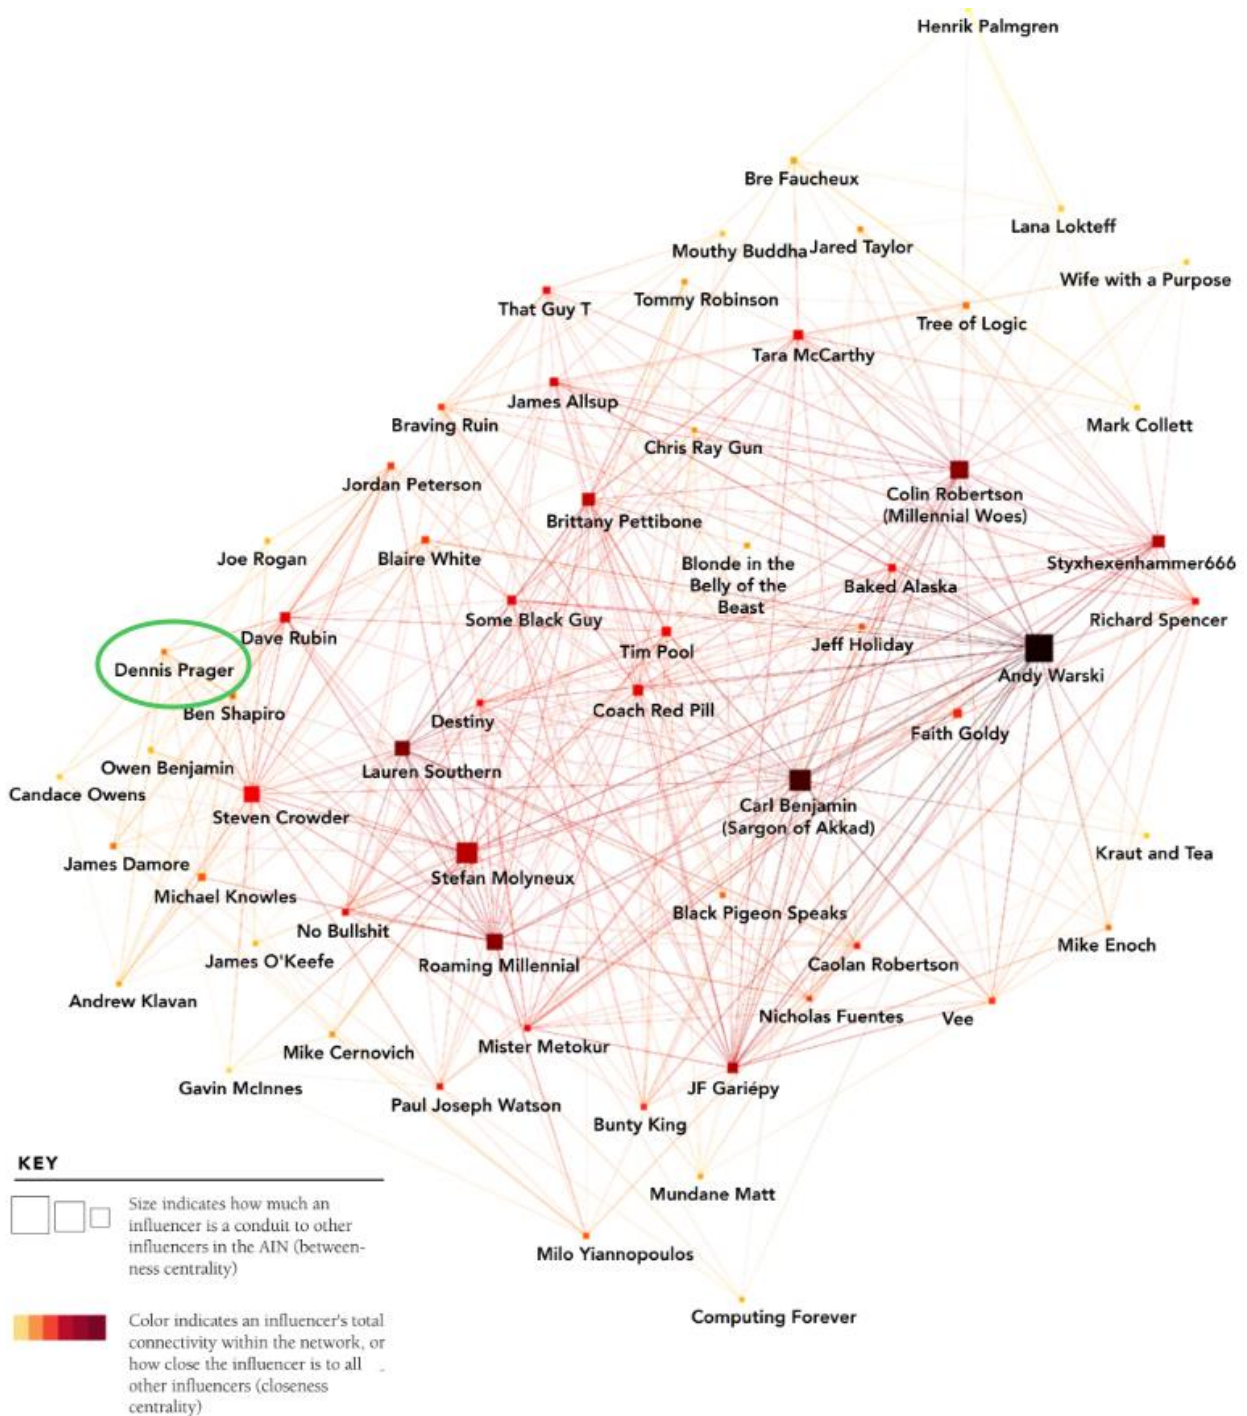 Henrik Palmgren
Bre Faucheux
Lana Lokteff
Mouthy Buddha
Jared Taylor
Wife with a Purpose
Tommy Robinson
That Guy T
Tree of Logic
Tara McCarthy
James Allsup
Braving Ruin
Mark Collett
Chris Ray Gun
Jordan Peterson
Colin Robertson
(Millennial Woes)
Brittany Pettibone
Joe Rogan
Blaire White
Blonde in the
Belly of the
Beast
Styxhexenhammer666
Baked Alaska
Some Black Guy
Richard Spencer
Dave Rubin
Tim Pool
Jeff Holiday
Dennis Prager
Andy Warski
Ben Shapiro
Destiny
Coach Red Pill
Faith Goldy
Owen Benjamin
Lauren Southern
Candace Owens
Steven Crowder
Carl Benjamin
(Sargon of Akkad)
Kraut and Tea
James Damore
Stefan Molyneux
Michael Knowles
Black Pigeon Speaks
No Bullshit
Mike Enoch
James O'Keefe
Roaming Millennial
Caolan Robertson
Andrew Klavan
Nicholas Fuentes
Vee
Mister Metokur
Mike Cernovich
Gavin McInnes
JF Gariépy
Paul Joseph Watson
Bunty King
Mundane Matt
Milo Yiannopoulos
Computing Forever
KEY
Size indicates how much an
influencer is a conduit to other
influencers in the AIN (between-
ness centrality)
Color indicates an influencer's total
connectivity within the network, or
how close the influencer is to all
other influencers (closeness
centrality)